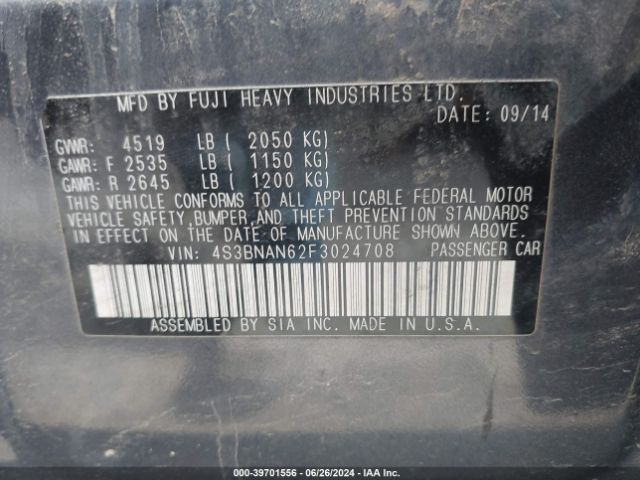 MFD BY FUJI HEAVY INDUSTRIES LTD.
DATE: 09/14
GVWR: 4519 LB ( 2050 KG)
GAWR: F 2535 LB ( 1150 KG)
GAWR: R 2645 LB ( 1200 KG)
THIS VEHICLE CONFORMS TO ALL APPLICABLE FEDERAL MOTOR
VEHICLE SAFETY, BUMPER, AND THEFT PREVENTION STANDARDS
IN EFFECT ON THE DATE OF MANUFACTURE SHOWN ABOVE.
VIN: 4S3BNAN62F3024708 PASSENGER CAR
ASSEMBLED BY SIA INC. MADE IN U.S.A.
000-39701556 - 06/26/2024 - IAA Inc.